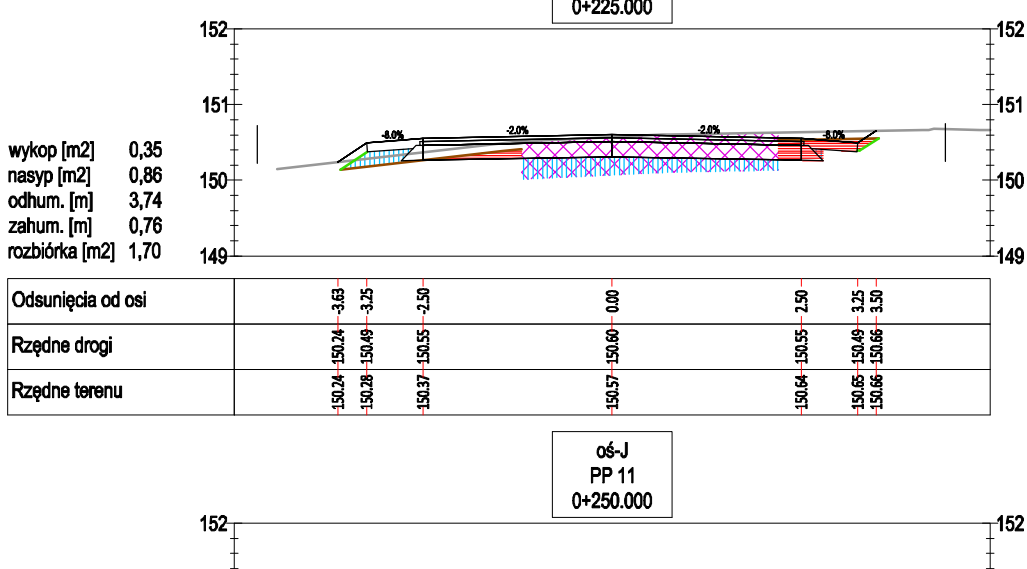 0+225.000
152 152
151 151
-8.0% -2.0% -2.0% -8.0%
wykop [m2] 0,35
150 150
nasyp [m2] 0,86
odhum. [m] 3,74
zahum. [m] 0,76
rozbiórka [m2] 1,70
149 149
Odsunięcia od osi -3.63 -3.25 -2.50 0.00 2.50 3.25 3.50
Rzędne drogi 150.24 150.49 150.55 150.60 150.55 150.49 150.66
Rzędne terenu 150.24 150.28 150.37 150.57 150.64 150.65 150.66
oś-J
PP 11
0+250.000
152 152